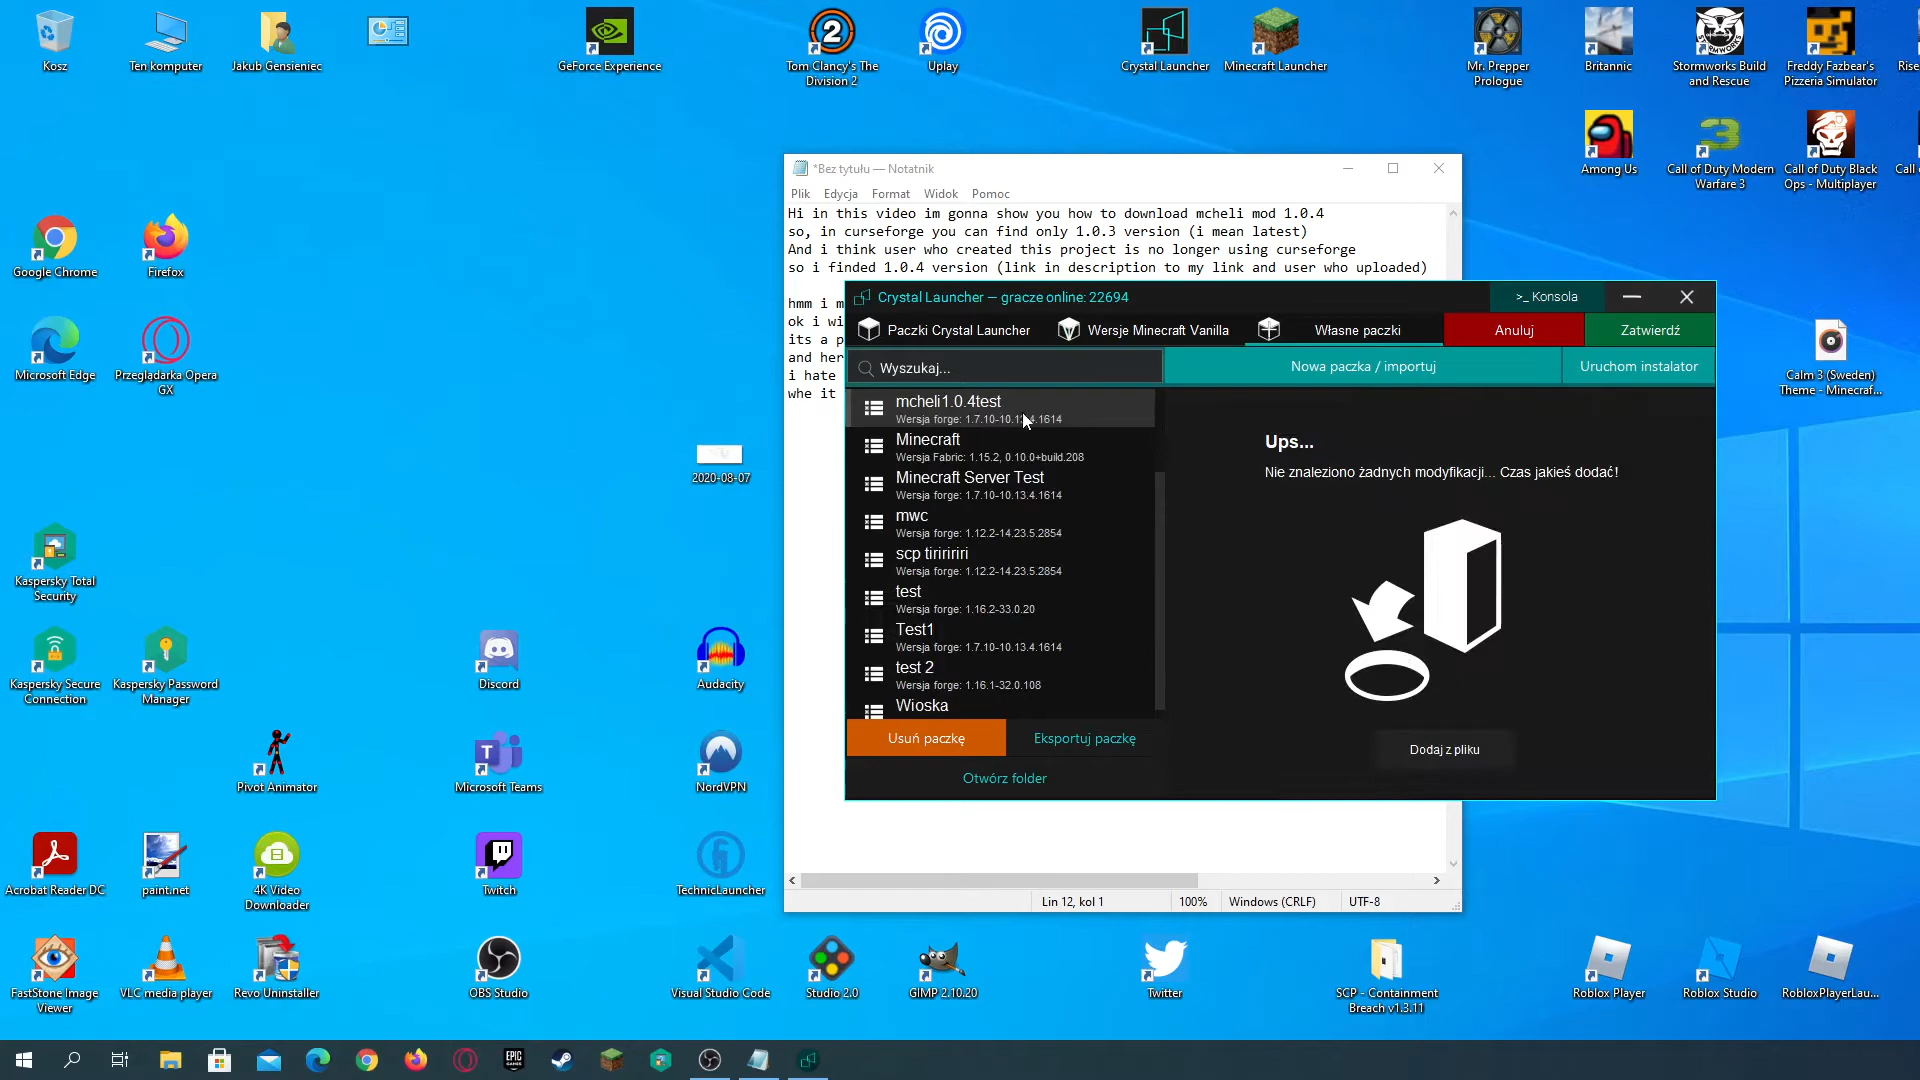 Kosz
Ten komputer
Jakub Gensieniec
GeForce Experience
Tom Clancy's The
Division 2
Uplay
Crystal Launcher
Minecraft Launcher
Mr. Prepper
Prologue
Britannic
Stormworks Build
and Rescue
Freddy Fazbear's
Pizzeria Simulator
Rise
Among Us
Call of Duty Modern
Warfare 3
Call of Duty Black
Ops - Multiplayer
Call
Google Chrome
Firefox
Microsoft Edge
Przeglądarka Opera
GX
Calm 3 (Sweden)
Theme - Minecraf...
2020-08-07
Kaspersky Total
Security
Kaspersky Secure
Connection
Kaspersky Password
Manager
Discord
Audacity
Pivot Animator
Microsoft Teams
NordVPN
Acrobat Reader DC
paint.net
4K Video
Downloader
Twitch
TechnicLauncher
FastStone Image
Viewer
VLC media player
Revo Uninstaller
OBS Studio
Visual Studio Code
Studio 2.0
GIMP 2.10.20
Twitter
SCP - Containment
Breach v1.3.11
Roblox Player
Roblox Studio
RobloxPlayerLau...
*Bez tytułu — Notatnik
Plik Edycja Format Widok Pomoc
Hi in this video im gonna show you how to download mcheli mod 1.0.4
so, in curseforge you can find only 1.0.3 version (i mean latest)
And i think user who created this project is no longer using curseforge
so i finded 1.0.4 version (link in description to my link and user who uploaded)
hmm i m
ok i wi
its a p
and her
i hate
whe it
Lin 12, kol 1 100% Windows (CRLF) UTF-8
Crystal Launcher — gracze online: 22694
>_ Konsola
Paczki Crystal Launcher
Wersje Minecraft Vanilla
Własne paczki
Anuluj
Zatwierdź
Wyszukaj...
Nowa paczka / importuj
Uruchom instalator
mcheli1.0.4test
Wersja forge: 1.7.10-10.13.4.1614
Minecraft
Wersja Fabric: 1.15.2, 0.10.0+build.208
Minecraft Server Test
Wersja forge: 1.7.10-10.13.4.1614
mwc
Wersja forge: 1.12.2-14.23.5.2854
scp tiriririri
Wersja forge: 1.12.2-14.23.5.2854
test
Wersja forge: 1.16.2-33.0.20
Test1
Wersja forge: 1.7.10-10.13.4.1614
test 2
Wersja forge: 1.16.1-32.0.108
Wioska
Usuń paczkę
Eksportuj paczkę
Otwórz folder
Ups...
Nie znaleziono żadnych modyfikacji... Czas jakieś dodać!
Dodaj z pliku
EPIC
GAMES